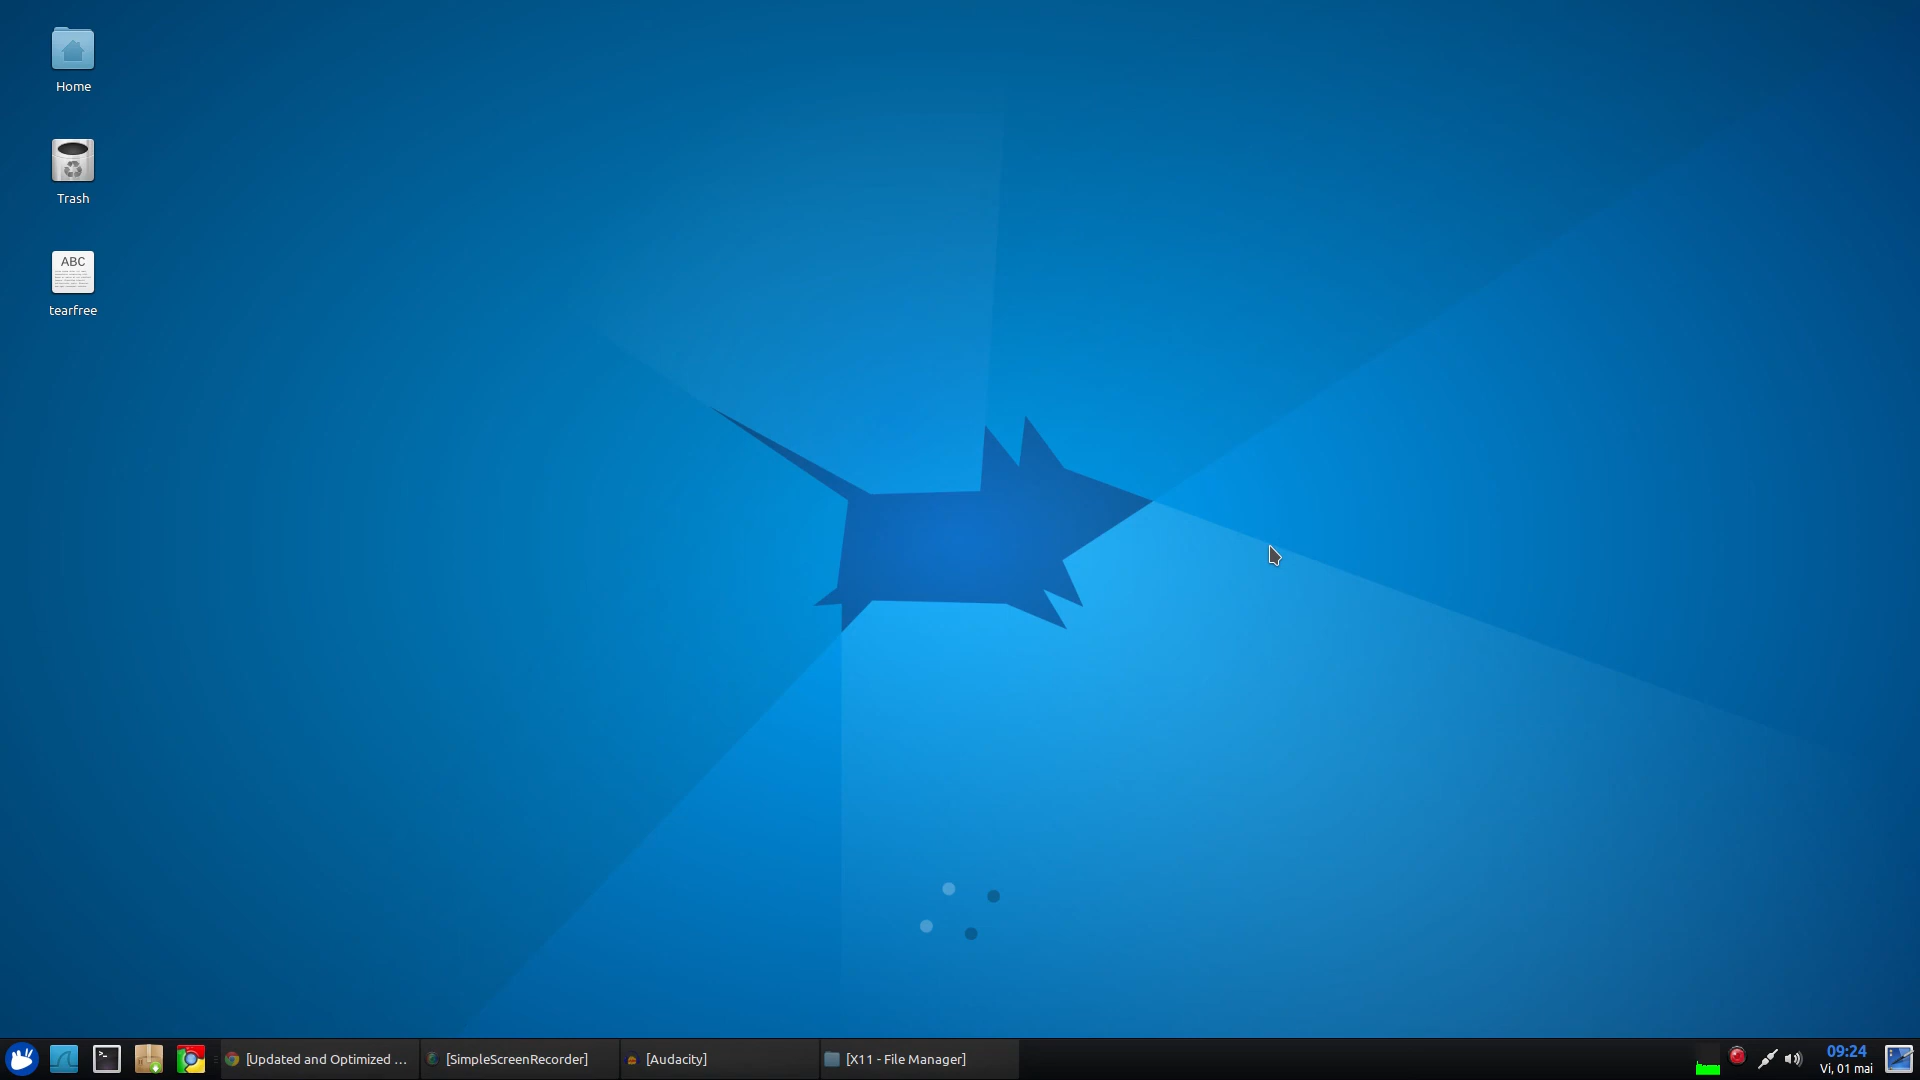 Home
Trash
ABC
tearfree
[Updated and Optimized ...
[SimpleScreenRecorder]
[Audacity]
[X11 - File Manager]
09:24
Vi, 01 mai